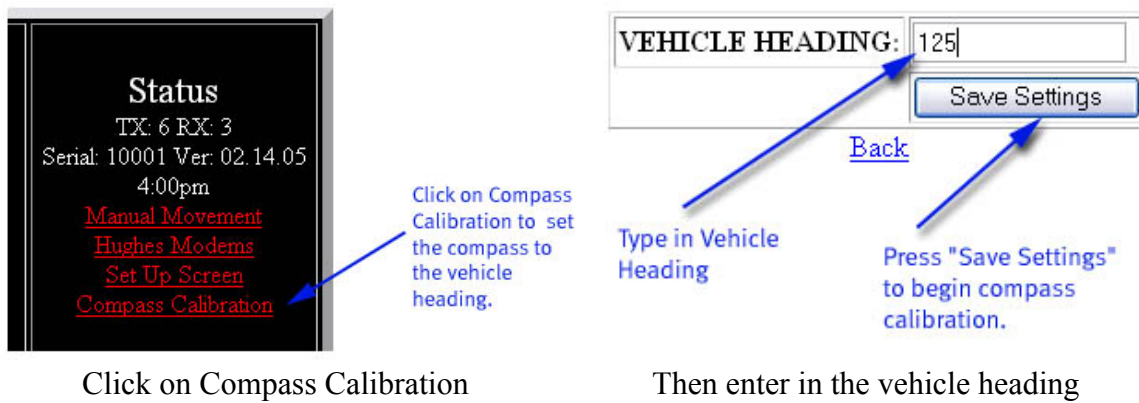 Status
TX: 6 RX: 3
Serial: 10001 Ver: 02.14.05
4:00pm
Manual Movement
Hughes Modems
Set Up Screen
Compass Calibration
Click on Compass
Calibration to set
the compass to
the vehicle
heading.
VEHICLE HEADING: 125
Save Settings
Back
Type in Vehicle
Heading
Press "Save Settings"
to begin compass
calibration.
Click on Compass Calibration
Then enter in the vehicle heading